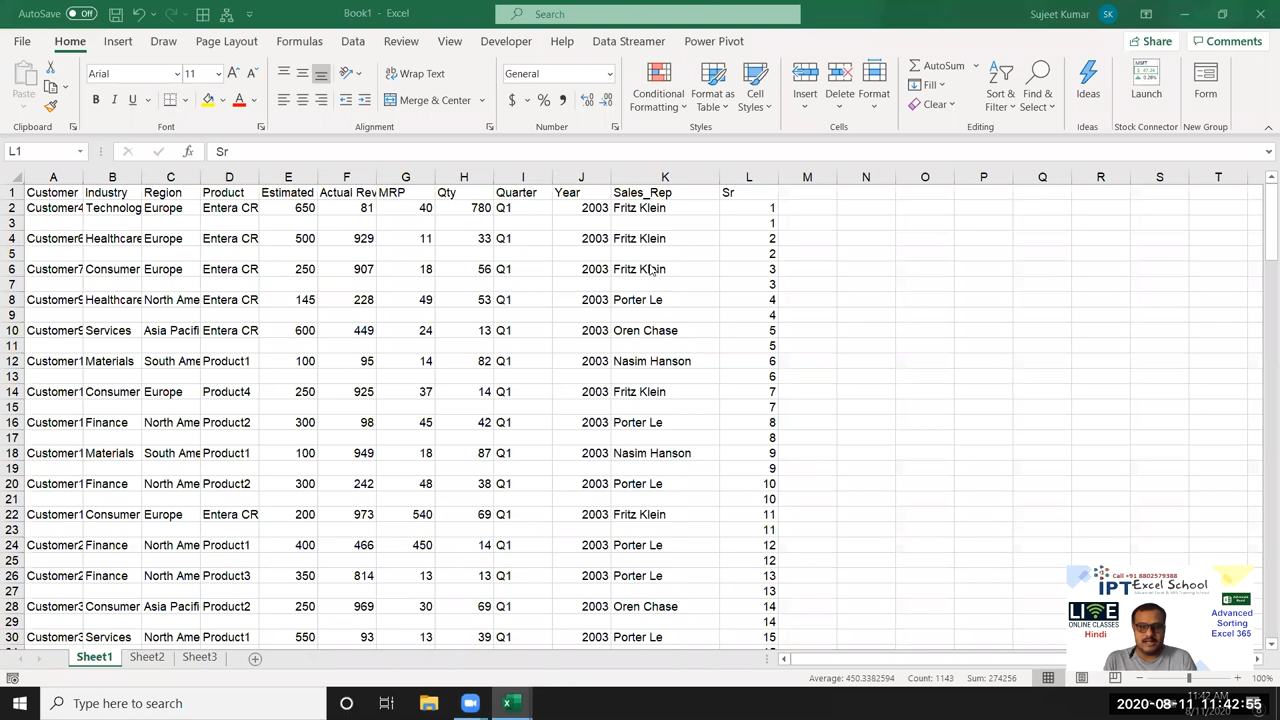 AutoSave Off Book1 - Excel Search Sujeet Kumar SK
File Home Insert Draw Page Layout Formulas Data Review View Developer Help Data Streamer Power Pivot Share Comments
Paste Arial 11 Wrap Text General Conditional Formatting Format as Table Cell Styles Insert Delete Format AutoSum Sort & Filter Find & Select Ideas Launch Form
B I U Merge & Center $ % Fill
Clear
Clipboard Font Alignment Number Styles Cells Editing Ideas Stock Connector New Group
L1 fx Sr
A B C D E F G H I J K L M N O P Q R S T
1 Customer Industry Region Product Estimated Actual Rev MRP Qty Quarter Year Sales_Rep Sr
2 Customer4 Technolog Europe Entera CR 650 81 40 780 Q1 2003 Fritz Klein 1
3 1
4 Customer6 Healthcare Europe Entera CR 500 929 11 33 Q1 2003 Fritz Klein 2
5 2
6 Customer7 Consumer Europe Entera CR 250 907 18 56 Q1 2003 Fritz Klein 3
7 3
8 Customer9 Healthcare North Ame Entera CR 145 228 49 53 Q1 2003 Porter Le 4
9 4
10 Customer9 Services Asia Pacifi Entera CR 600 449 24 13 Q1 2003 Oren Chase 5
11 5
12 Customer1 Materials South Ame Product1 100 95 14 82 Q1 2003 Nasim Hanson 6
13 6
14 Customer1 Consumer Europe Product4 250 925 37 14 Q1 2003 Fritz Klein 7
15 7
16 Customer1 Finance North Ame Product2 300 98 45 42 Q1 2003 Porter Le 8
17 8
18 Customer1 Materials South Ame Product1 100 949 18 87 Q1 2003 Nasim Hanson 9
19 9
20 Customer1 Finance North Ame Product2 300 242 48 38 Q1 2003 Porter Le 10
21 10
22 Customer1 Consumer Europe Entera CR 200 973 540 69 Q1 2003 Fritz Klein 11
23 11
24 Customer2 Finance North Ame Product1 400 466 450 14 Q1 2003 Porter Le 12
25 12
26 Customer2 Finance North Ame Product3 350 814 13 13 Q1 2003 Porter Le 13
27 13
28 Customer3 Consumer Asia Pacifi Product2 250 969 30 69 Q1 2003 Oren Chase 14
29 14
30 Customer3 Services North Ame Product1 550 93 13 39 Q1 2003 Porter Le 15
Call +91 8802579388
IPT Excel School
LIVE
ONLINE CLASSES
Hindi
Advanced
Sorting
Excel 365
Sheet1 Sheet2 Sheet3
Average: 450.3382594 Count: 1143 Sum: 274256 100%
Type here to search
11:42 AM
8/11/2020
2020-08-11 11:42:55